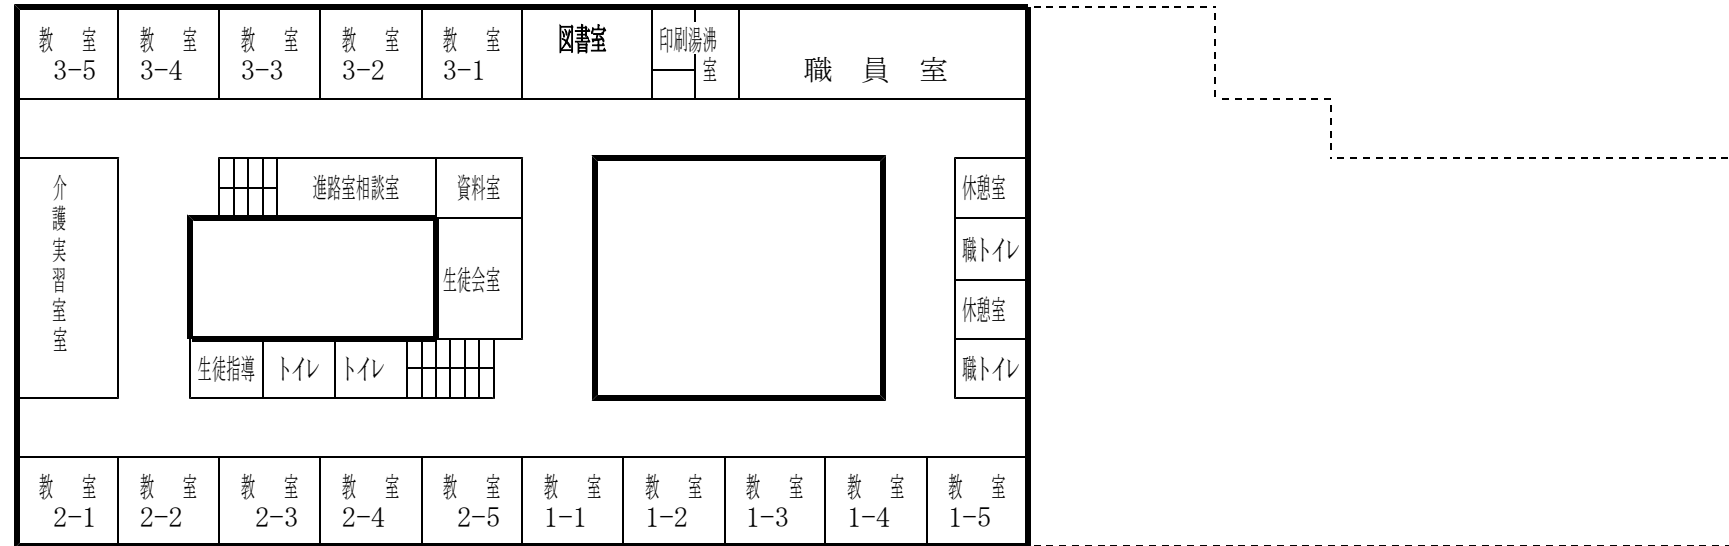 教 室 教 室 教 室 教 室 教 室 図書室 印刷 湯沸
3-5 3-4 3-3 3-2 3-1 室 職 員 室
介護実習室室
進路室相談室 資料室 休憩室
職トイレ
生徒会室
休憩室
生徒指導 トイレ トイレ 職トイレ
教 室 教 室 教 室 教 室 教 室 教 室 教 室 教 室 教 室 教 室
2-1 2-2 2-3 2-4 2-5 1-1 1-2 1-3 1-4 1-5